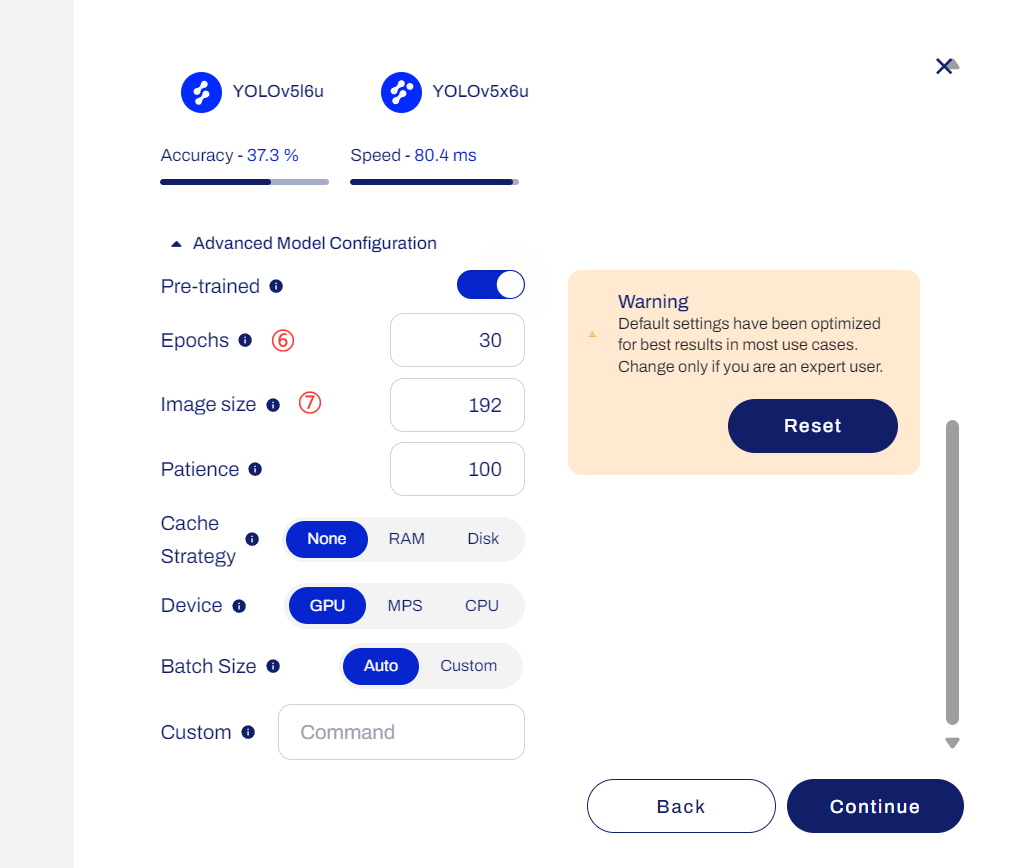 YOLOv5l6u YOLOv5x6u
Accuracy - 37.3 % Speed - 80.4 ms
Advanced Model Configuration
Pre-trained
Epochs ⑥ 30
Image size ⑦ 192
Patience 100
Cache
Strategy
None RAM Disk
Device GPU MPS CPU
Batch Size Auto Custom
Custom Command
Warning
Default settings have been optimized
for best results in most use cases.
Change only if you are an expert user.
Reset
Back Continue